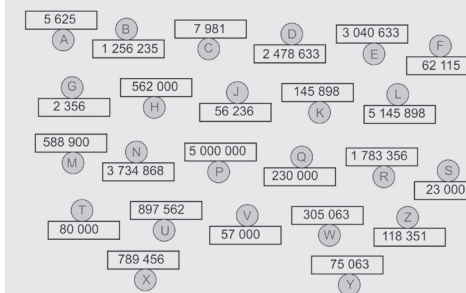 5 625
A
B
1 256 235
7 981
C
D
2 478 633
3 040 633
E
F
62 115
G
2 356
562 000
H
J
56 236
145 898
K
L
5 145 898
588 900
M
N
3 734 868
5 000 000
P
Q
230 000
1 783 356
R
S
23 000
T
80 000
897 562
U
V
57 000
305 063
W
Z
118 351
789 456
X
75 063
Y